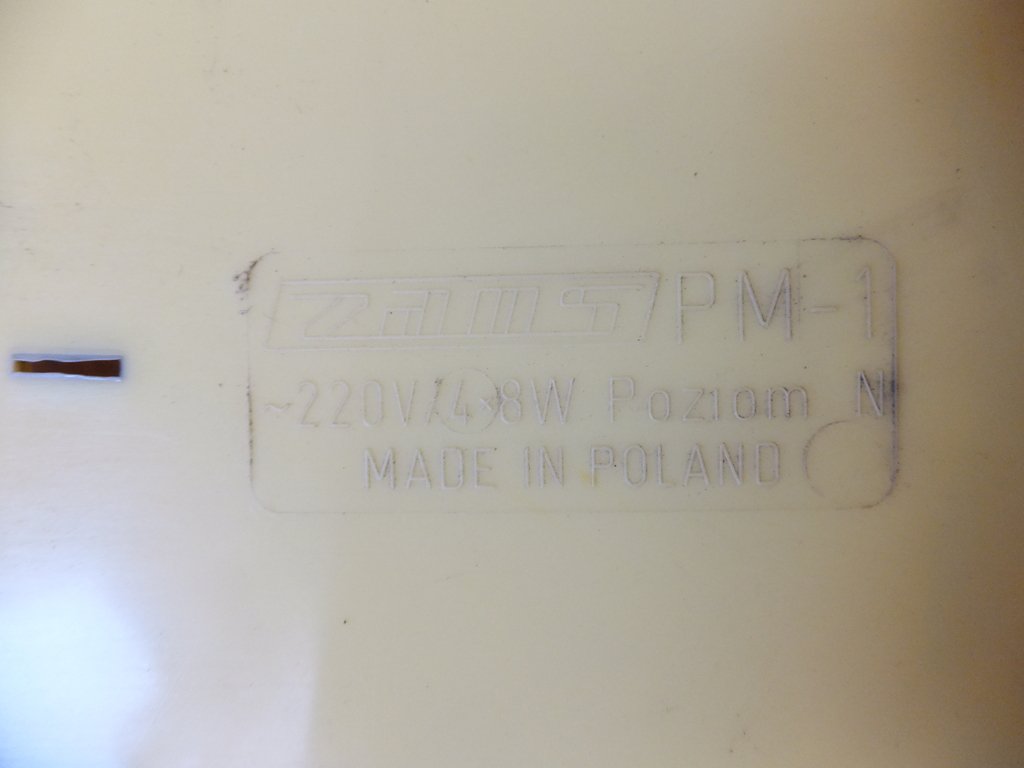 ZAMS PM-1
~220V/4×8W Poziom N
MADE IN POLAND